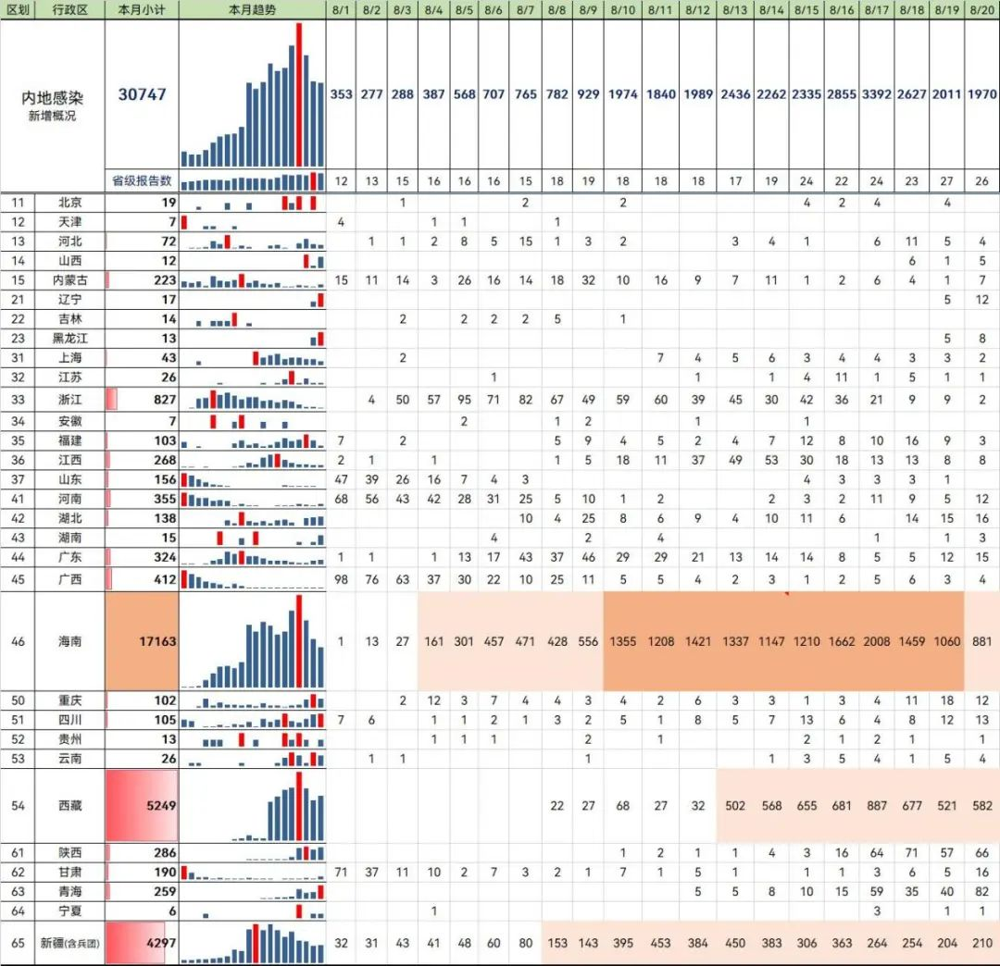 区划 行政区 本月小计 本月趋势 8/1 8/2 8/3 8/4 8/5 8/6 8/7 8/8 8/9 8/10 8/11 8/12 8/13 8/14 8/15 8/16 8/17 8/18 8/19 8/20
内地感染 30747 353 277 288 387 568 707 765 782 929 1974 1840 1989 2436 2262 2335 2855 3392 2627 2011 1970
新增概况
省级报告数 12 13 15 16 16 16 15 18 19 18 18 18 17 19 24 22 24 23 27 26
11 北京 19 1 2 2 4 2 4 4
12 天津 7 4 1 1 1
13 河北 72 1 1 2 8 5 15 1 3 2 3 4 1 6 11 5 4
14 山西 12 6 1 5
15 内蒙古 223 15 11 14 3 26 16 14 18 32 10 16 9 7 11 1 2 6 4 1 7
21 辽宁 17 5 12
22 吉林 14 2 2 2 2 5 1
23 黑龙江 13 5 8
31 上海 43 2 7 4 5 6 3 4 4 3 3 2
32 江苏 26 1 1 1 4 11 1 5 1 1
33 浙江 827 4 50 57 95 71 82 67 49 59 60 39 45 30 42 36 21 9 9 2
34 安徽 7 2 1 2 1 1
35 福建 103 7 2 5 9 4 5 2 4 7 12 8 10 16 9 3
36 江西 268 2 1 1 1 5 18 11 37 49 53 30 18 13 13 8 8
37 山东 156 47 39 26 16 7 4 3 4 3 3 3 1
41 河南 355 68 56 43 42 28 31 25 5 10 1 2 2 3 2 11 9 5 12
42 湖北 138 10 4 25 8 6 9 4 10 11 6 14 15 16
43 湖南 15 4 2 4 1 1 3
44 广东 324 1 1 1 13 17 43 37 46 29 29 21 13 14 14 8 5 5 12 15
45 广西 412 98 76 63 37 30 22 10 25 11 5 5 4 2 3 1 2 5 6 3 4
46 海南 17163 1 13 27 161 301 457 471 428 556 1355 1208 1421 1337 1147 1210 1662 2008 1459 1060 881
50 重庆 102 2 12 3 7 4 4 3 4 2 6 3 3 1 3 4 11 18 12
51 四川 105 7 6 1 1 2 1 3 2 5 1 8 5 7 13 6 4 8 12 13
52 贵州 13 1 1 1 2 1 2 1 2 1 1
53 云南 26 1 1 1 1 3 5 4 1 5 4
54 西藏 5249 22 27 68 27 32 502 568 655 681 887 677 521 582
61 陕西 286 1 2 1 1 4 3 16 64 71 57 66
62 甘肃 190 71 37 11 10 2 7 3 2 1 7 1 5 1 1 1 3 6 5 16
63 青海 259 5 5 8 10 15 59 35 40 82
64 宁夏 6 1 3 1 1
65 新疆(含兵团) 4297 32 31 43 41 48 60 80 153 143 395 453 384 450 383 306 363 264 254 204 210